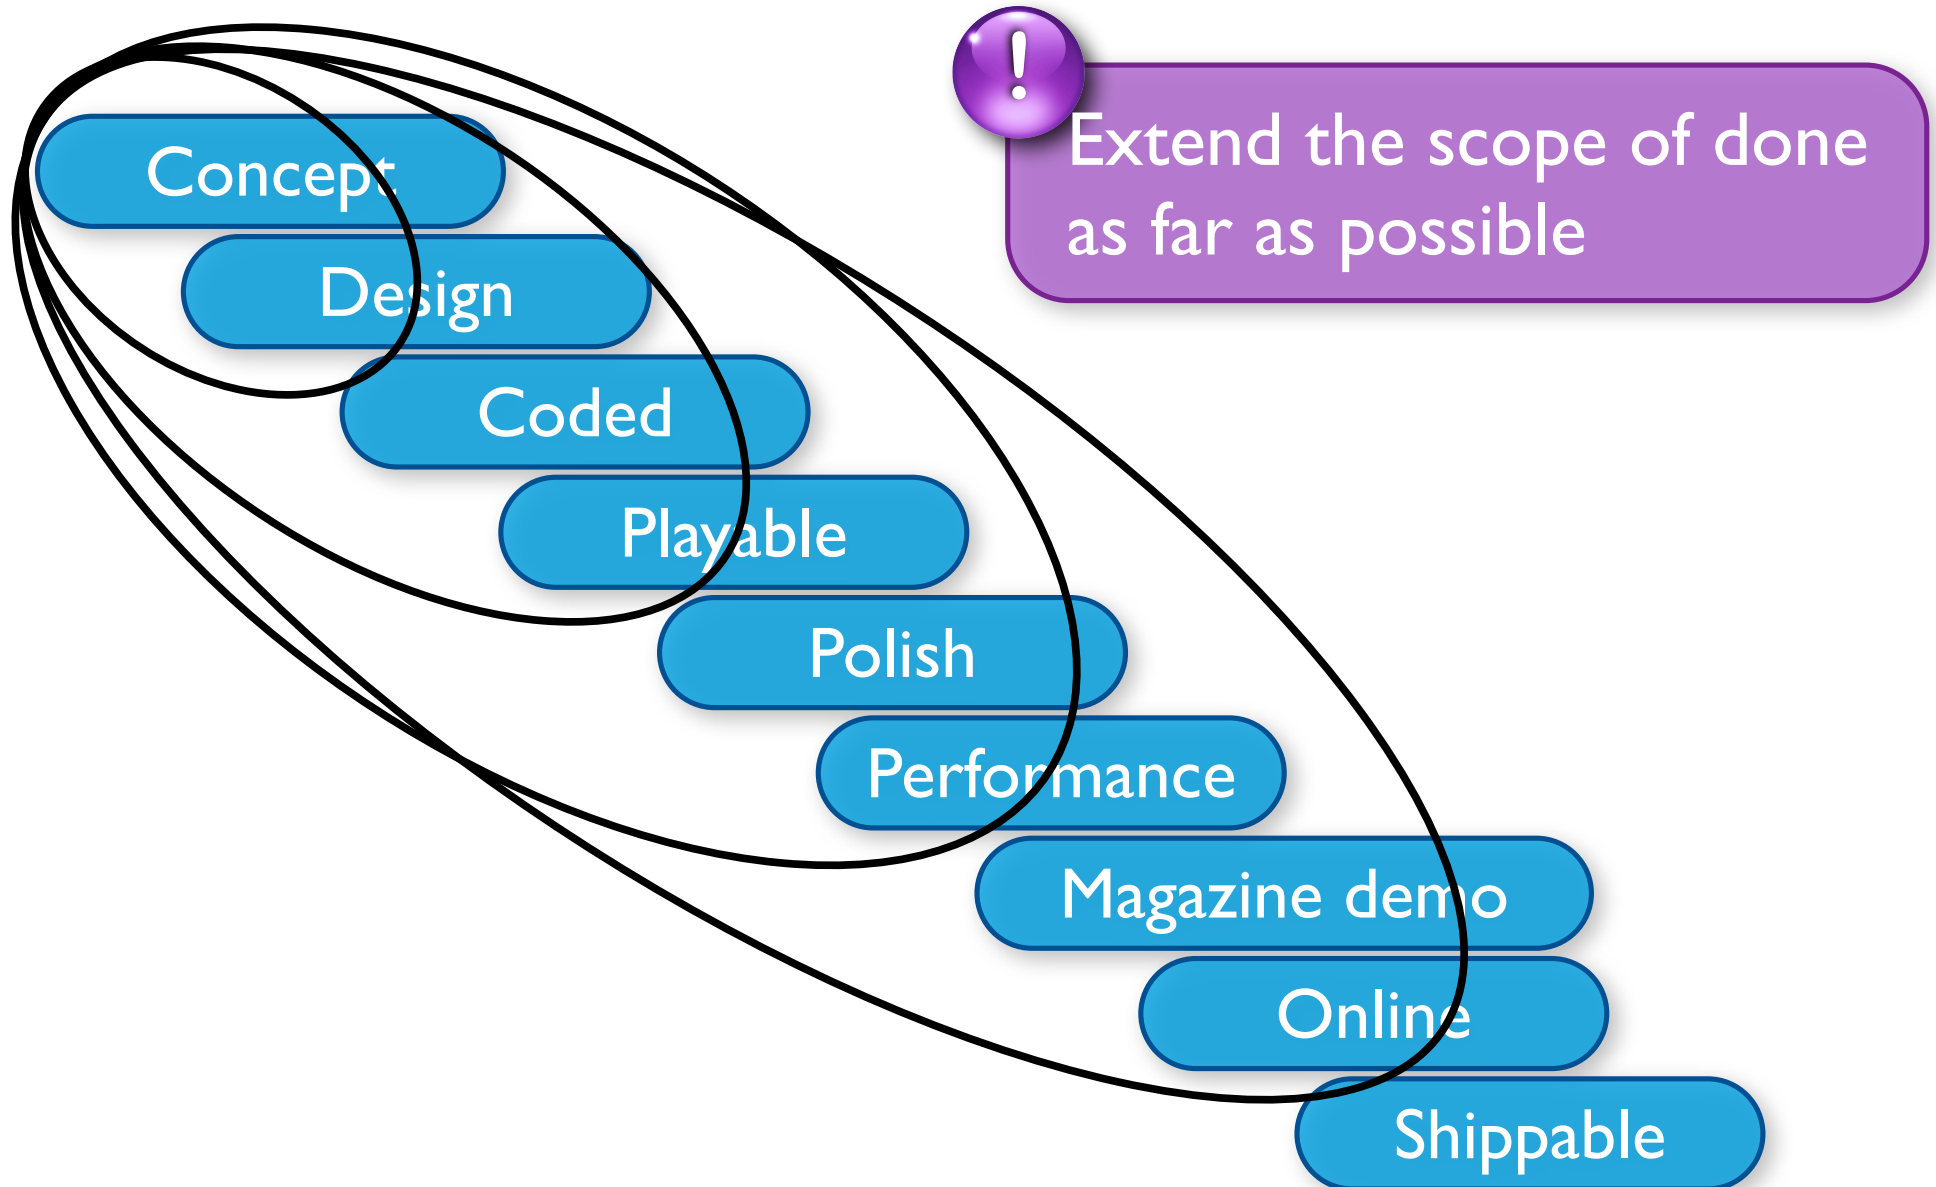 !
Extend the scope of done
as far as possible
Concept
Design
Coded
Playable
Polish
Performance
Magazine demo
Online
Shippable